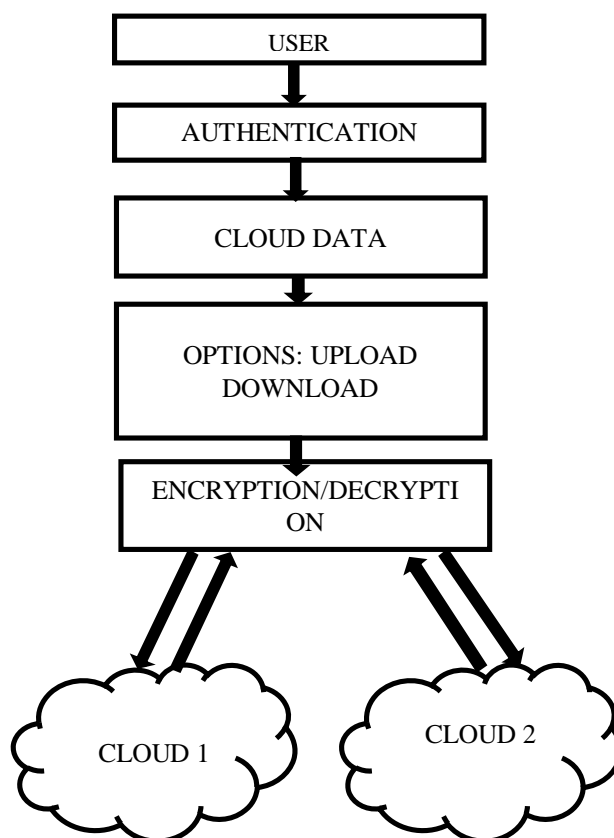 USER
AUTHENTICATION
CLOUD DATA
OPTIONS: UPLOAD
DOWNLOAD
ENCRYPTION/DECRYPTI
ON
CLOUD 1
CLOUD 2